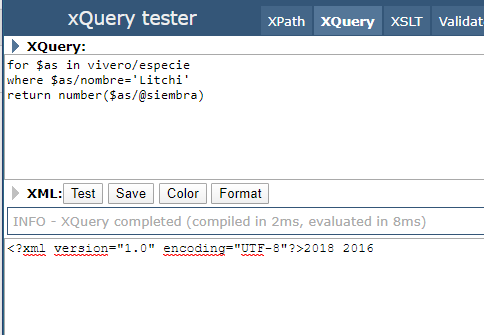 xQuery tester
XPath XQuery XSLT
XQuery:
for $as in vivero/especie
where $as/nombre='Litchi'
return number($as/@siembra)
XML: Test Save Color Format
INFO - XQuery completed (compiled in 2ms, evaluated in 8ms)
<?xml version="1.0" encoding="UTF-8"?>2018 2016